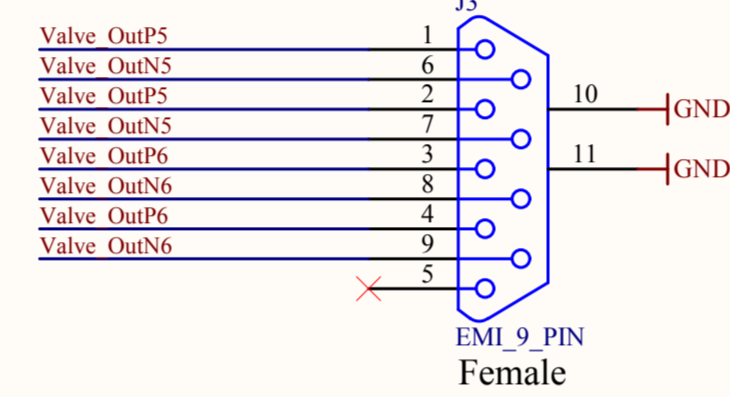 J3
Valve_OutP5 1
Valve_OutN5 6
Valve_OutP5 2 10 GND
Valve_OutN5 7
Valve_OutP6 3 11 GND
Valve_OutN6 8
Valve_OutP6 4
Valve_OutN6 9
5
EMI_9_PIN
Female